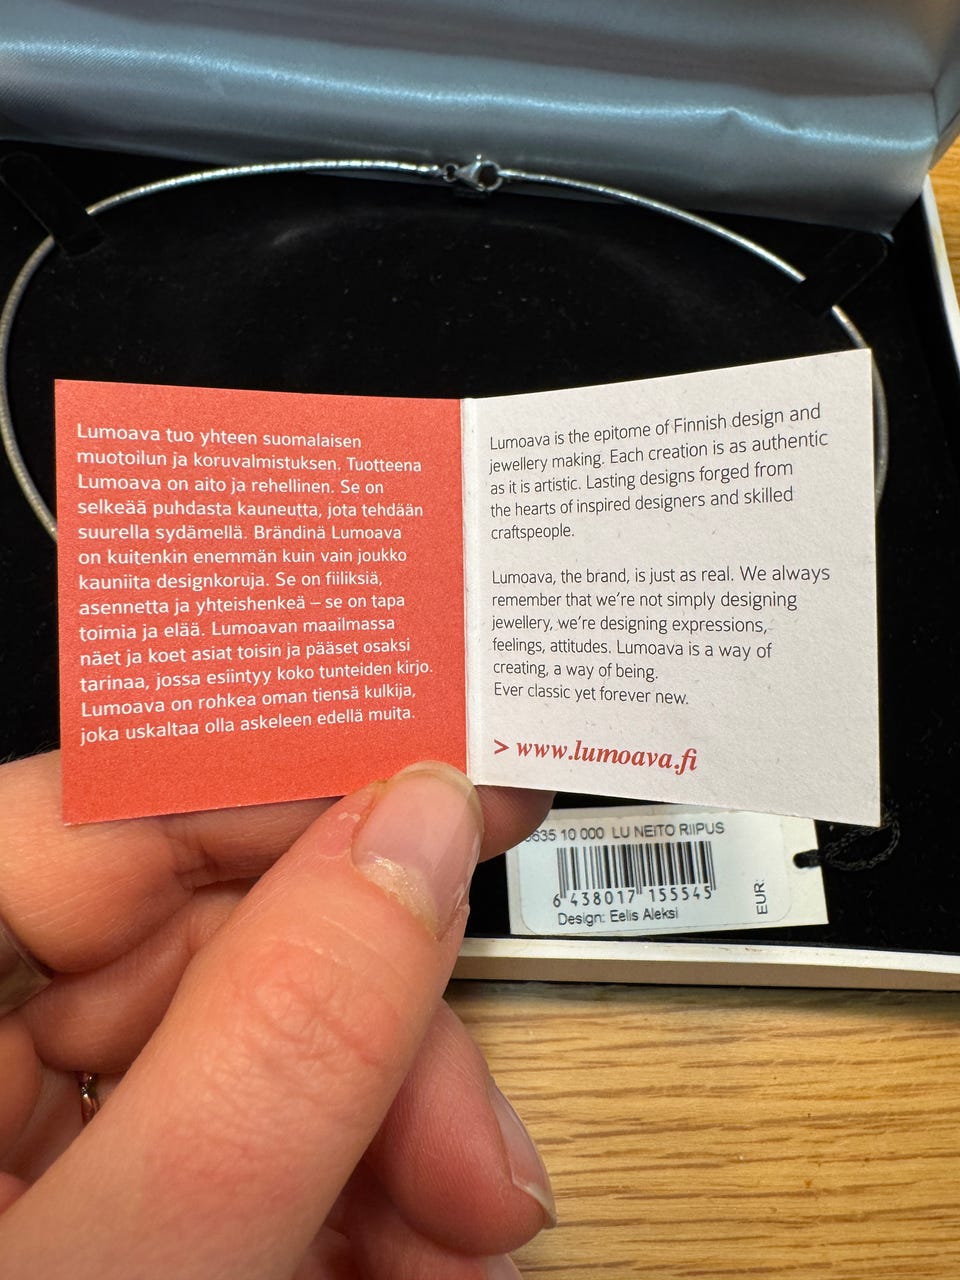 Lumoava tuo yhteen suomalaisen
muotoilun ja koruvalmistuksen. Tuotteena
Lumoava on aito ja rehellinen. Se on
selkeää puhdasta kauneutta, jota tehdään
suurella sydämellä. Brändinä Lumoava
on kuitenkin enemmän kuin vain joukko
kauniita designkoruja. Se on fiiliksiä,
asennetta ja yhteishenkeä – se on tapa
toimia ja elää. Lumoavan maailmassa
näet ja koet asiat toisin ja pääset osaksi
tarinaa, jossa esiintyy koko tunteiden kirjo.
Lumoava on rohkea oman tiensä kulkija,
joka uskaltaa olla askeleen edellä muita.
Lumoava is the epitome of Finnish design and
jewellery making. Each creation is as authentic
as it is artistic. Lasting designs forged from
the hearts of inspired designers and skilled
craftspeople.
Lumoava, the brand, is just as real. We always
remember that we're not simply designing
jewellery, we're designing expressions,
feelings, attitudes. Lumoava is a way of
creating, a way of being.
Ever classic yet forever new.
> www.lumoava.fi
10 000 LU NEITO RIIPUS
6 438017 155545
Design: Eelis Aleksi
EUR: